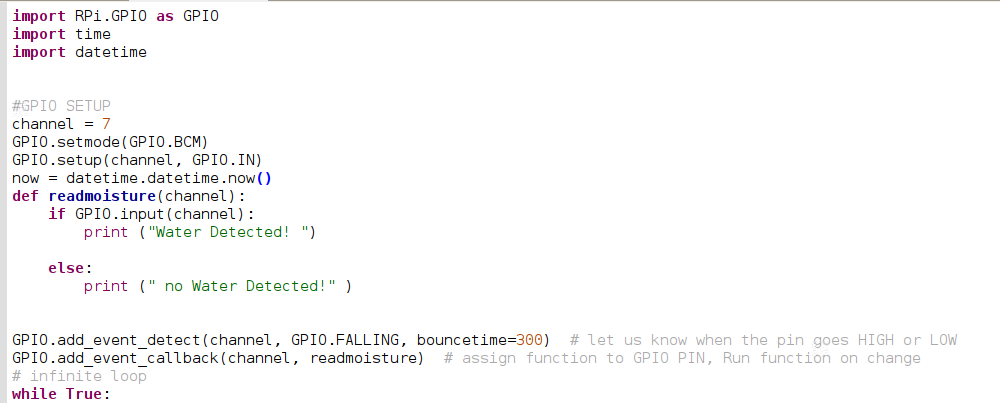 import RPi.GPIO as GPIO
import time
import datetime
#GPIO SETUP
channel = 7
GPIO.setmode(GPIO.BCM)
GPIO.setup(channel, GPIO.IN)
now = datetime.datetime.now()
def readmoisture(channel):
    if GPIO.input(channel):
        print ("Water Detected! ")
    else:
        print (" no Water Detected!" )
GPIO.add_event_detect(channel, GPIO.FALLING, bouncetime=300)  # let us know when the pin goes HIGH or LOW
GPIO.add_event_callback(channel, readmoisture)  # assign function to GPIO PIN, Run function on change
# infinite loop
while True: